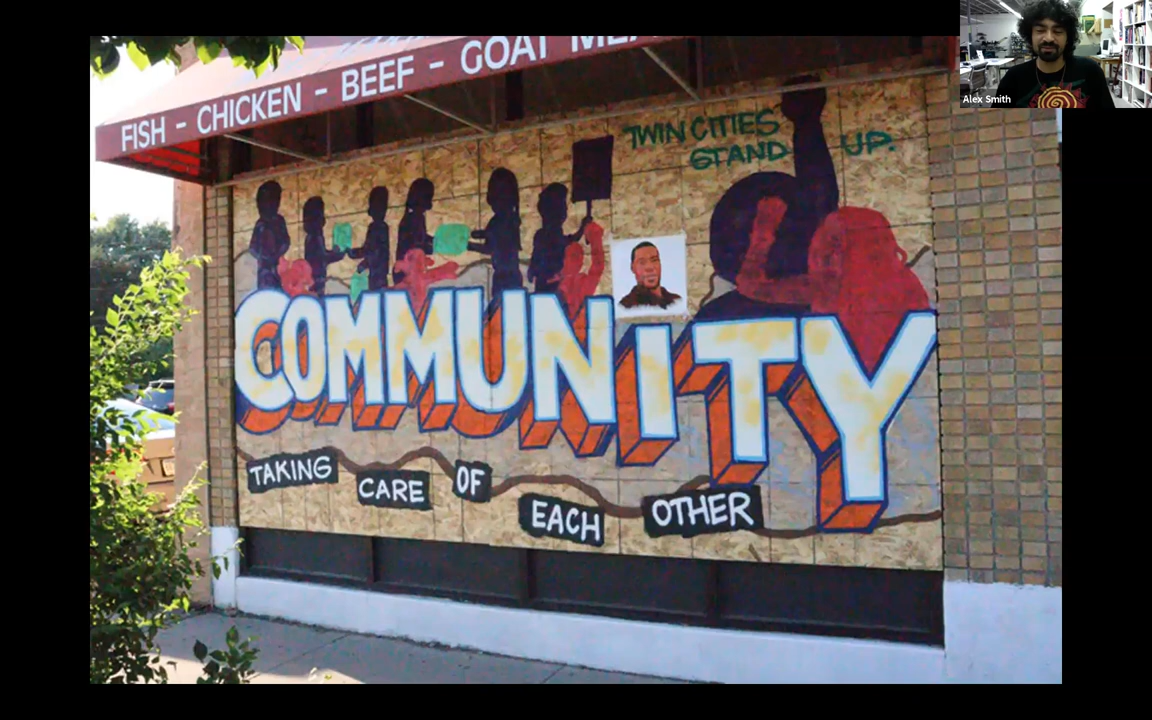 FISH - CHICKEN - BEEF - GOAT
TWIN CITIES
STAND UP.
COMMUNITY
TAKING CARE OF EACH OTHER
Alex Smith